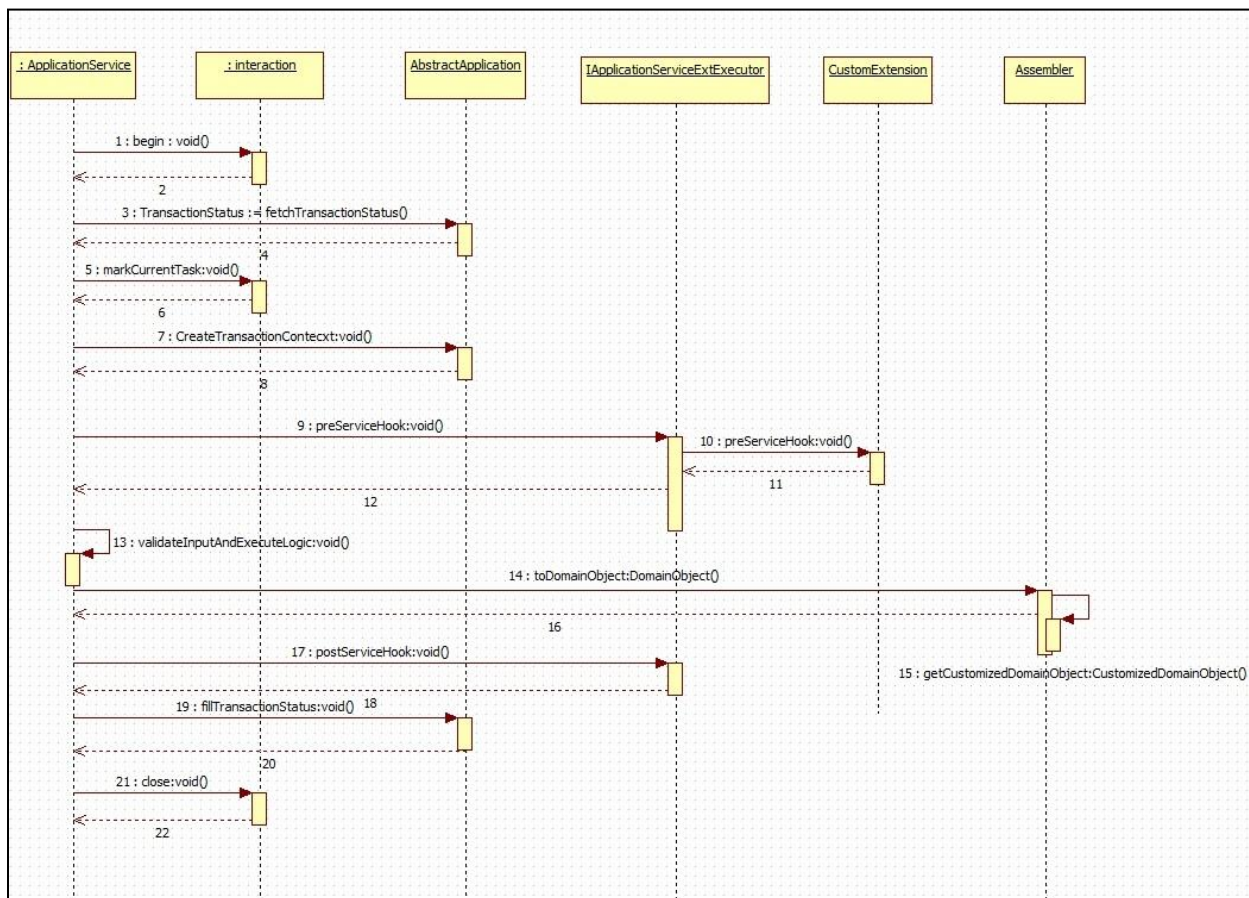 : ApplicationService
: interaction
AbstractApplication
IApplicationServiceExtExecutor
CustomExtension
Assembler
1 : begin : void()
2
3 : TransactionStatus := fetchTransactionStatus()
4
5 : markCurrentTask:void()
6
7 : CreateTransactionContecxt:void()
8
9 : preServiceHook:void()
10 : preServiceHook:void()
11
12
13 : validateInputAndExecuteLogic:void()
14 : toDomainObject:DomainObject()
16
17 : postServiceHook:void()
15 : getCustomizedDomainObject:CustomizedDomainObject()
18
19 : fillTransactionStatus:void()
20
21 : close:void()
22